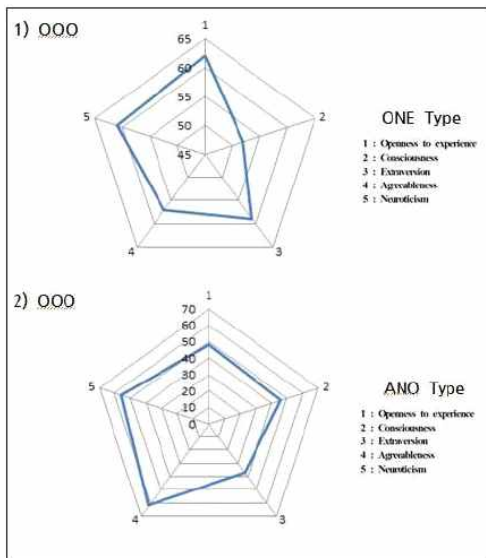 1) OOO
1
65
60
55
50
45
5
2
4
3
ONE Type
1 : Openness to experience
2 : Consciousness
3 : Extraversion
4 : Agreeableness
5 : Neuroticism
2) OOO
1
70
60
50
40
30
20
10
0
5
2
4
3
ANO Type
1 : Openness to experience
2 : Consciousness
3 : Extraversion
4 : Agreeableness
5 : Neuroticism